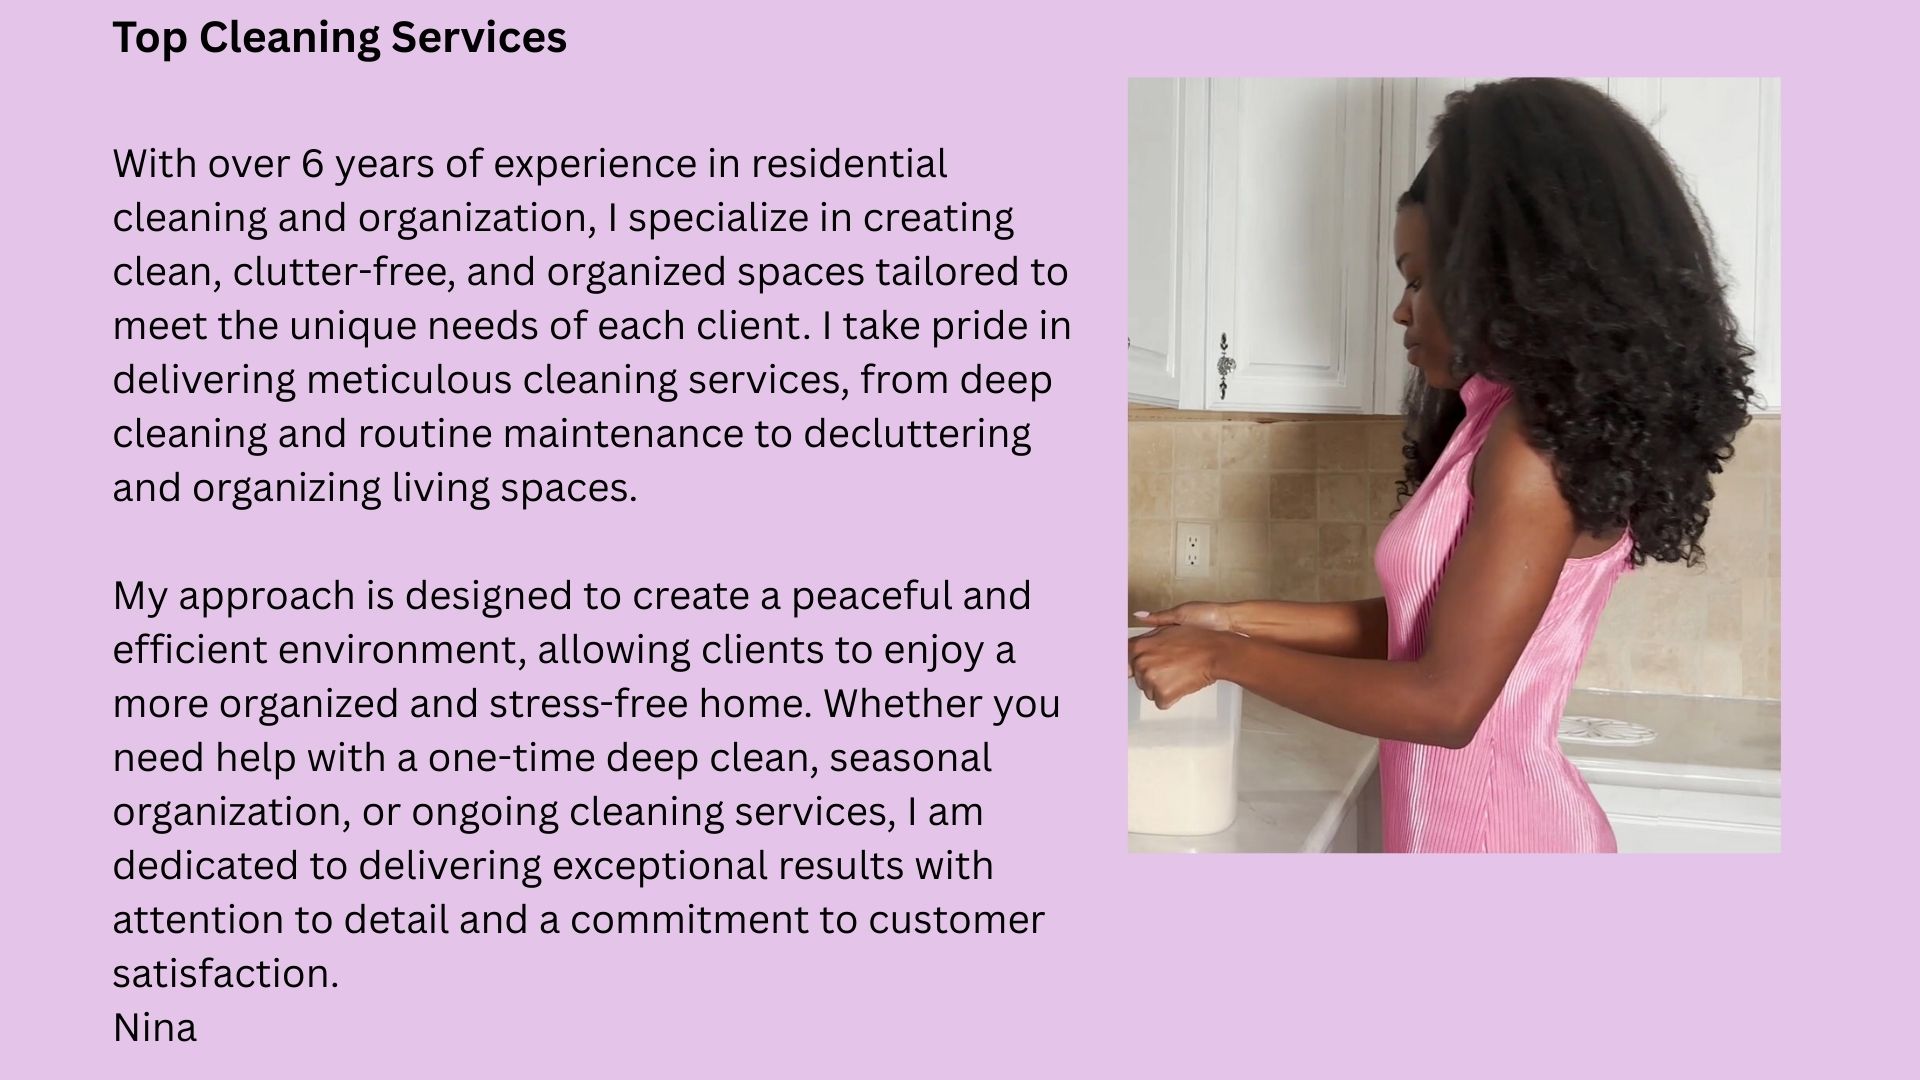 Top Cleaning Services
With over 6 years of experience in residential
cleaning and organization, I specialize in creating
clean, clutter-free, and organized spaces tailored to
meet the unique needs of each client. I take pride in
delivering meticulous cleaning services, from deep
cleaning and routine maintenance to decluttering
and organizing living spaces.
My approach is designed to create a peaceful and
efficient environment, allowing clients to enjoy a
more organized and stress-free home. Whether you
need help with a one-time deep clean, seasonal
organization, or ongoing cleaning services, I am
dedicated to delivering exceptional results with
attention to detail and a commitment to customer
satisfaction.
Nina